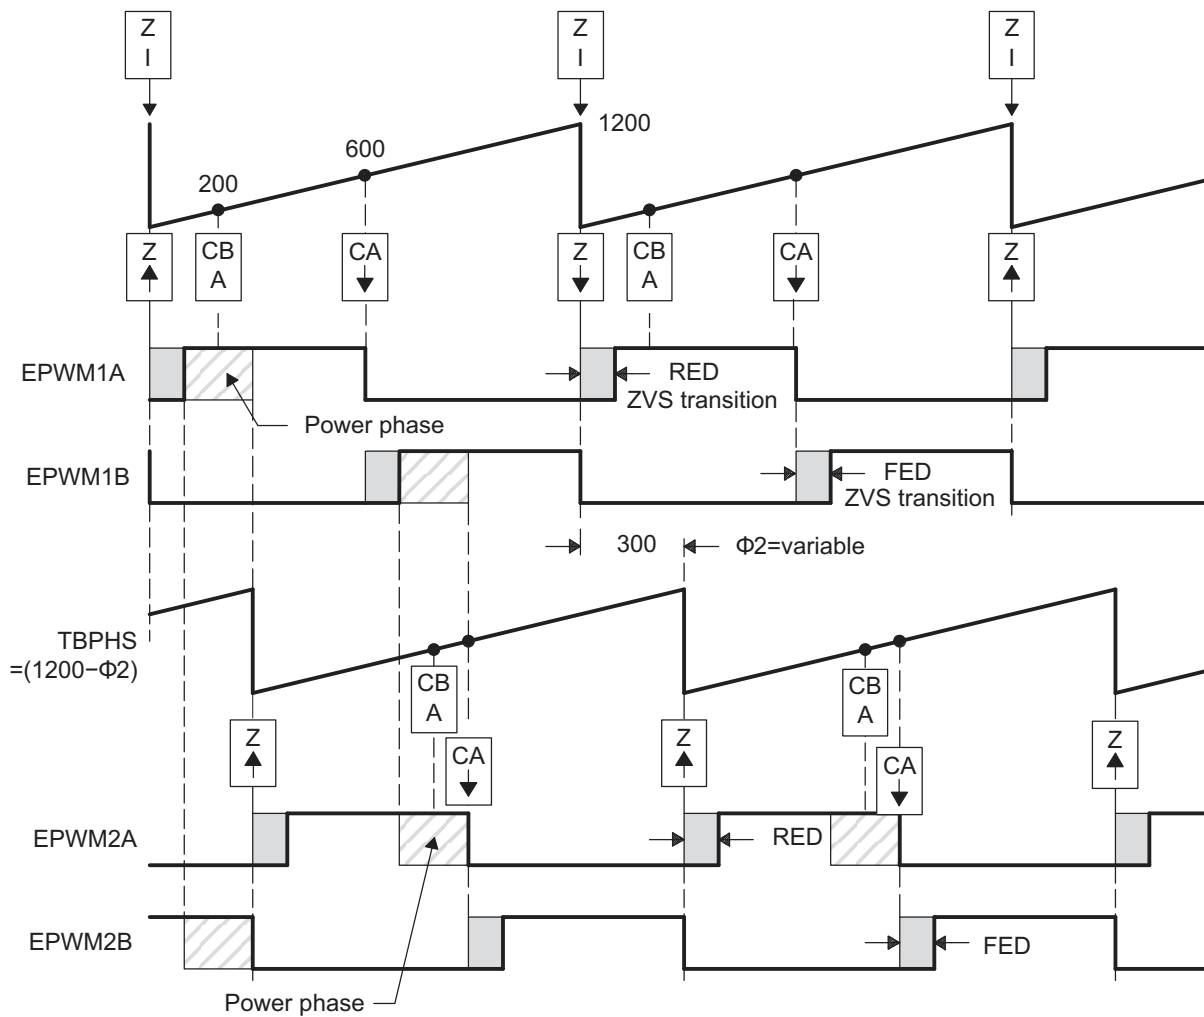 Z
I
Z
I
Z
I
1200
600
200
Z
CB
A
CA
Z
CB
A
CA
Z
EPWM1A
RED
ZVS transition
Power phase
EPWM1B
FED
ZVS transition
300
Φ2=variable
TBPHS
=(1200−Φ2)
CB
A
CB
A
Z
CA
Z
CA
Z
EPWM2A
RED
EPWM2B
FED
Power phase